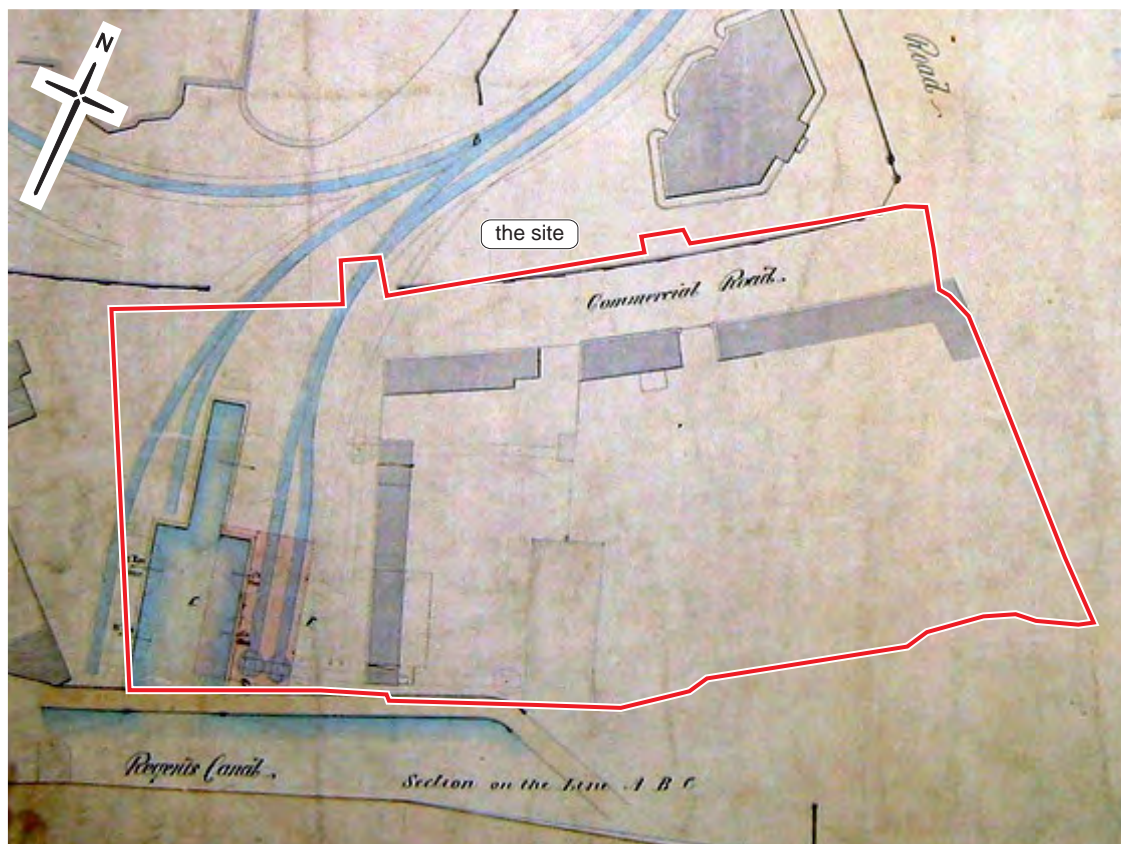 N
Road
the site
Commercial Road.
B
C
Regents Canal.
Section on the Line A B C